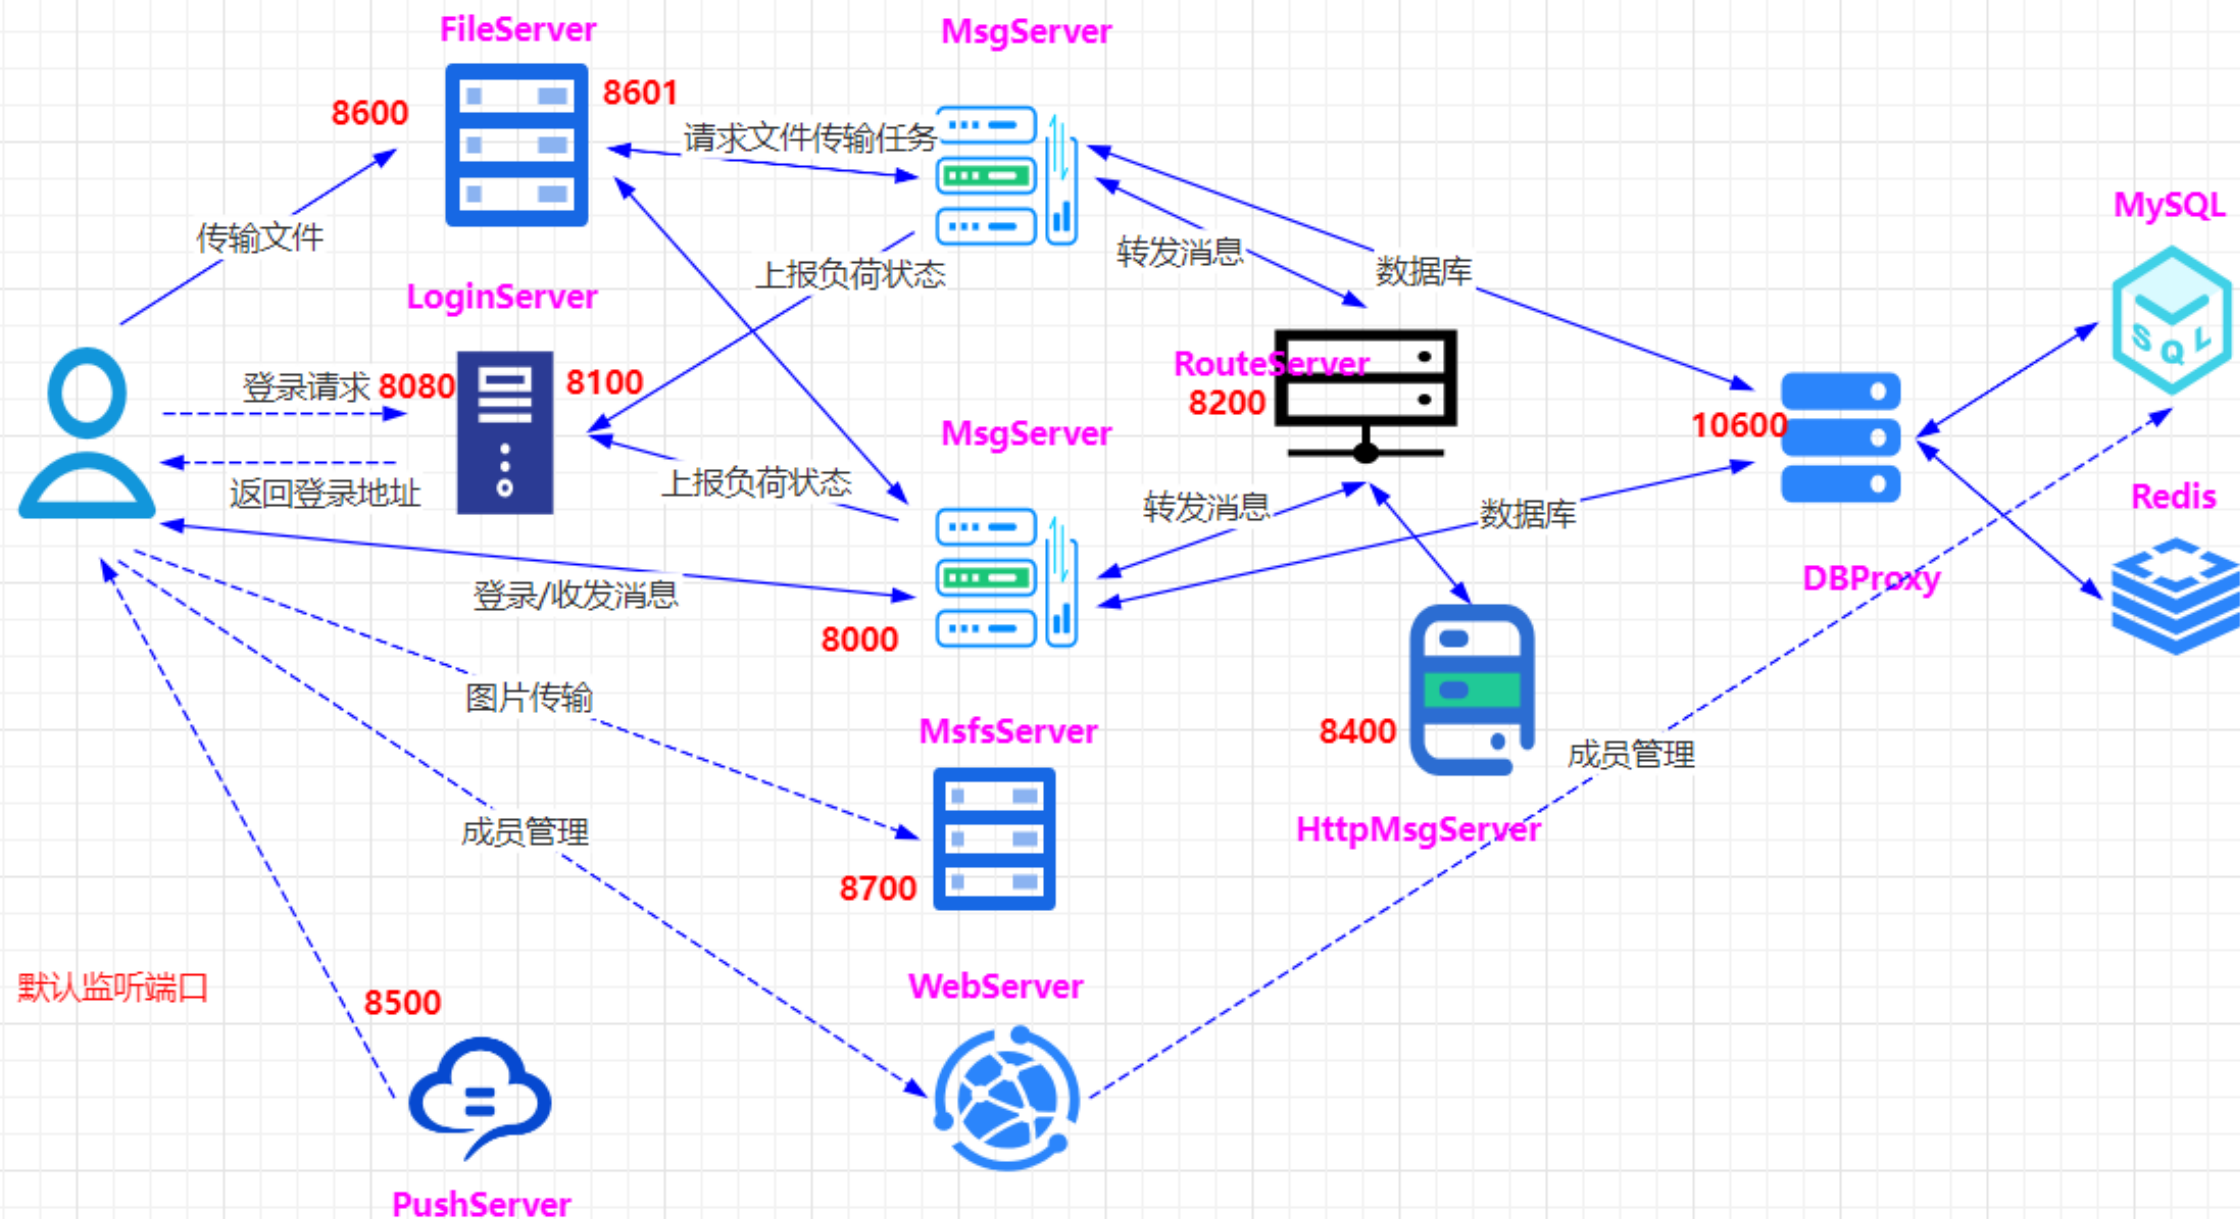 FileServer
MsgServer
8600
8601
请求文件传输任务
传输文件
上报负荷状态
转发消息
数据库
MySQL
LoginServer
登录请求
8080
8100
RouteServer
8200
MsgServer
10600
返回登录地址
上报负荷状态
转发消息
数据库
Redis
DBProxy
登录/收发消息
8000
图片传输
MsfsServer
8400
成员管理
成员管理
HttpMsgServer
8700
默认监听端口
8500
WebServer
PushServer
SQL